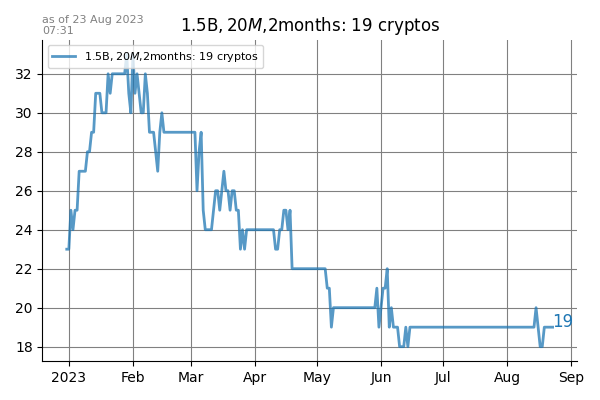 as of 23 Aug 2023
07:31
1.5B, 20M,2months: 19 cryptos
1.5B, 20M,2months: 19 cryptos
32
30
28
26
24
22
20
18
19
2023 Feb Mar Apr May Jun Jul Aug Sep